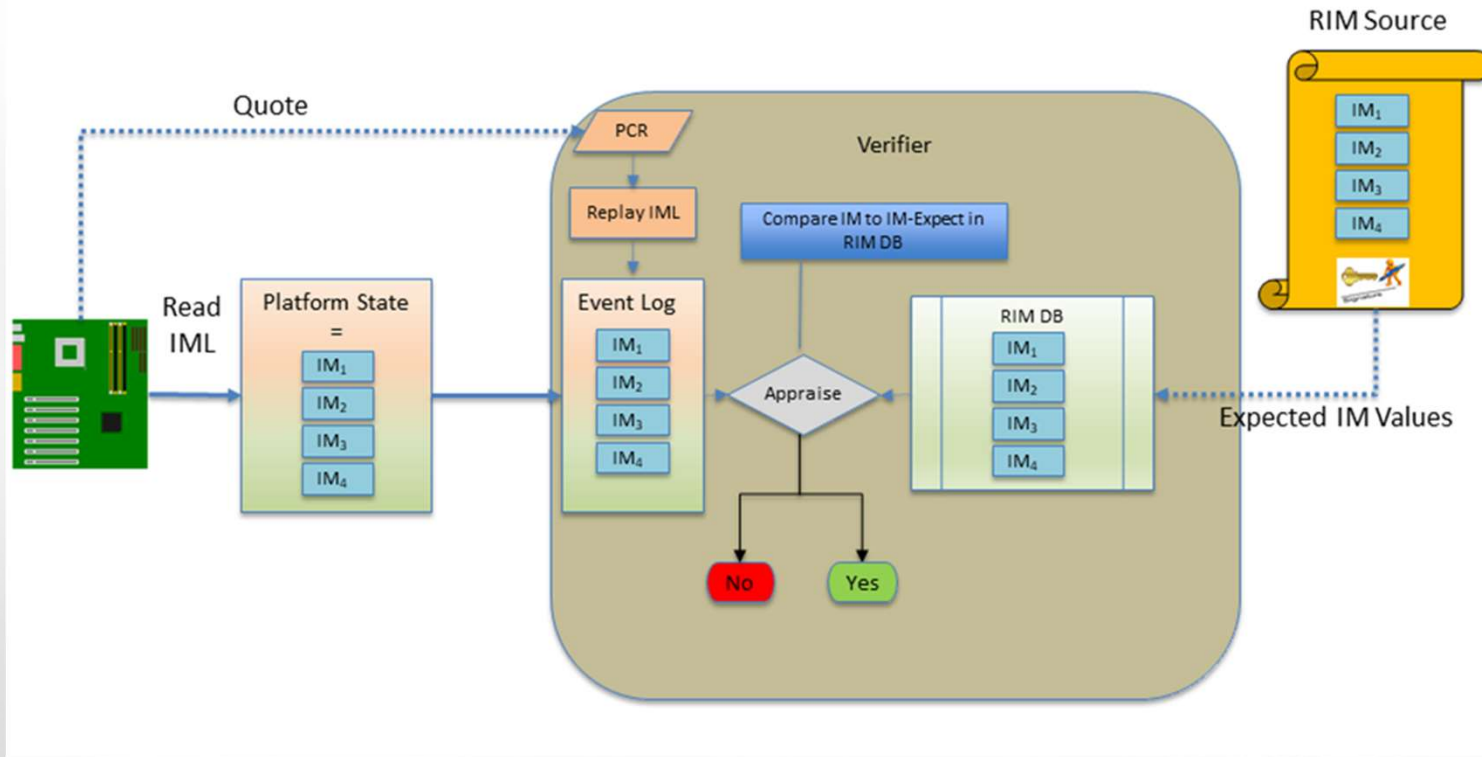 RIM Source
IM₁
IM₂
IM₃
IM₄
Signature
Quote
PCR
Verifier
Replay IML
Compare IM to IM-Expect in
RIM DB
Read
IML
Platform State
=
IM₁
IM₂
IM₃
IM₄
Event Log
IM₁
IM₂
IM₃
IM₄
Appraise
RIM DB
IM₁
IM₂
IM₃
IM₄
Expected IM Values
No
Yes